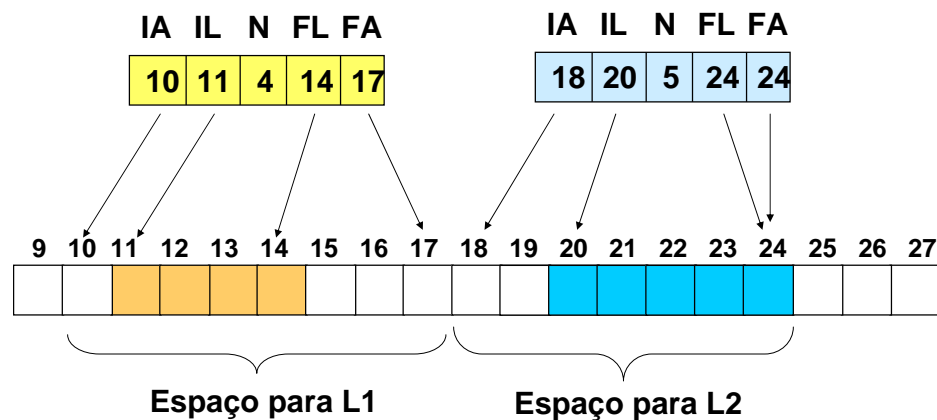 IA IL N FL FA IA IL N FL FA
10 11 4 14 17 18 20 5 24 24
9 10 11 12 13 14 15 16 17 18 19 20 21 22 23 24 25 26 27
Espaço para L1 Espaço para L2